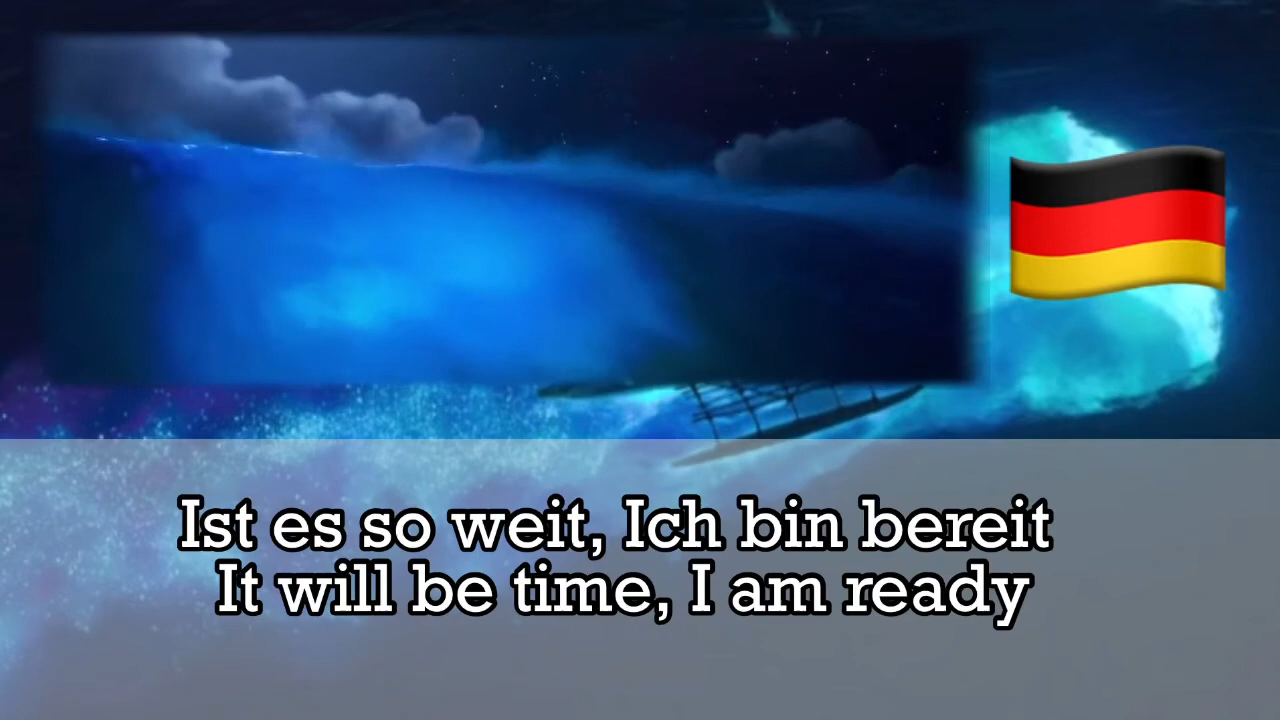 Ist es so weit, Ich bin bereit
It will be time, I am ready